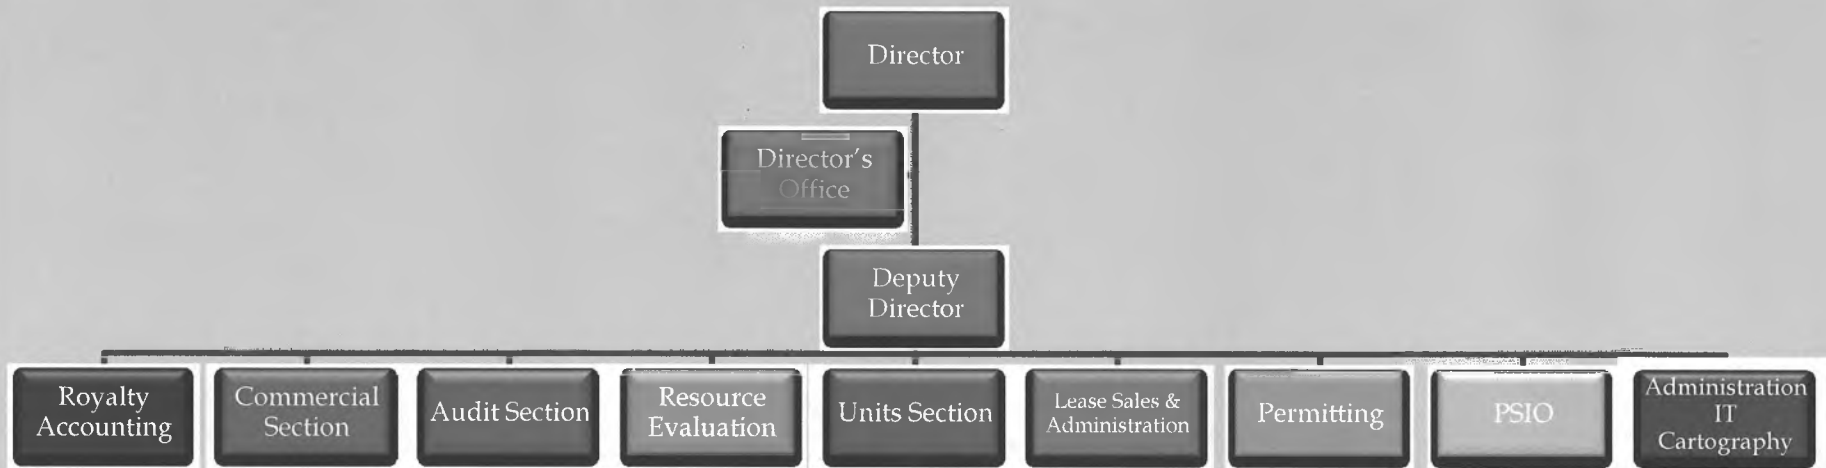 Director
Director's
Office
Deputy
Director
Royalty
Accounting
Commercial
Section
Audit Section
Resource
Evaluation
Units Section
Lease Sales &
Administration
Permitting
PSIO
Administration
IT
Cartography